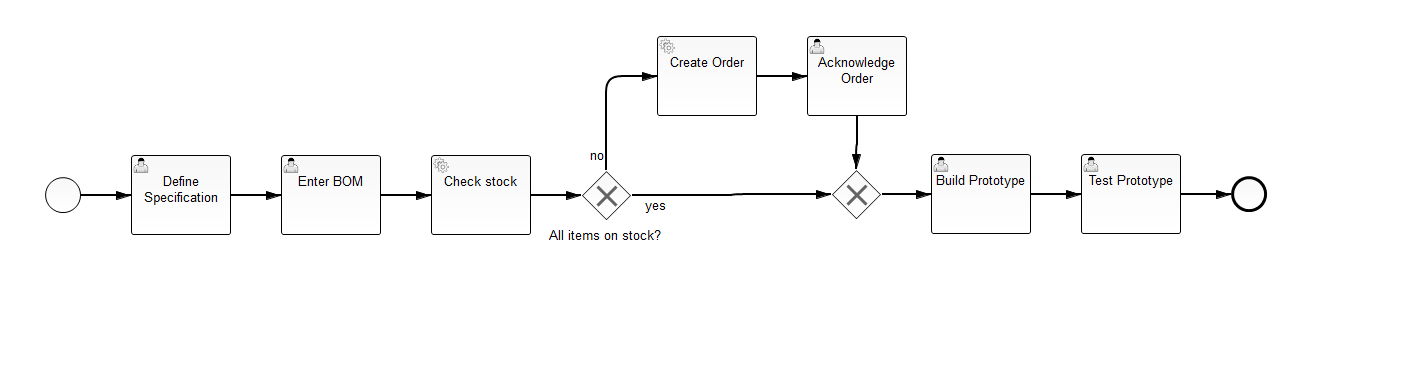 Create Order
Acknowledge
Order
no
Define
Specification
Enter BOM
Check stock
yes
All items on stock?
Build Prototype
Test Prototype